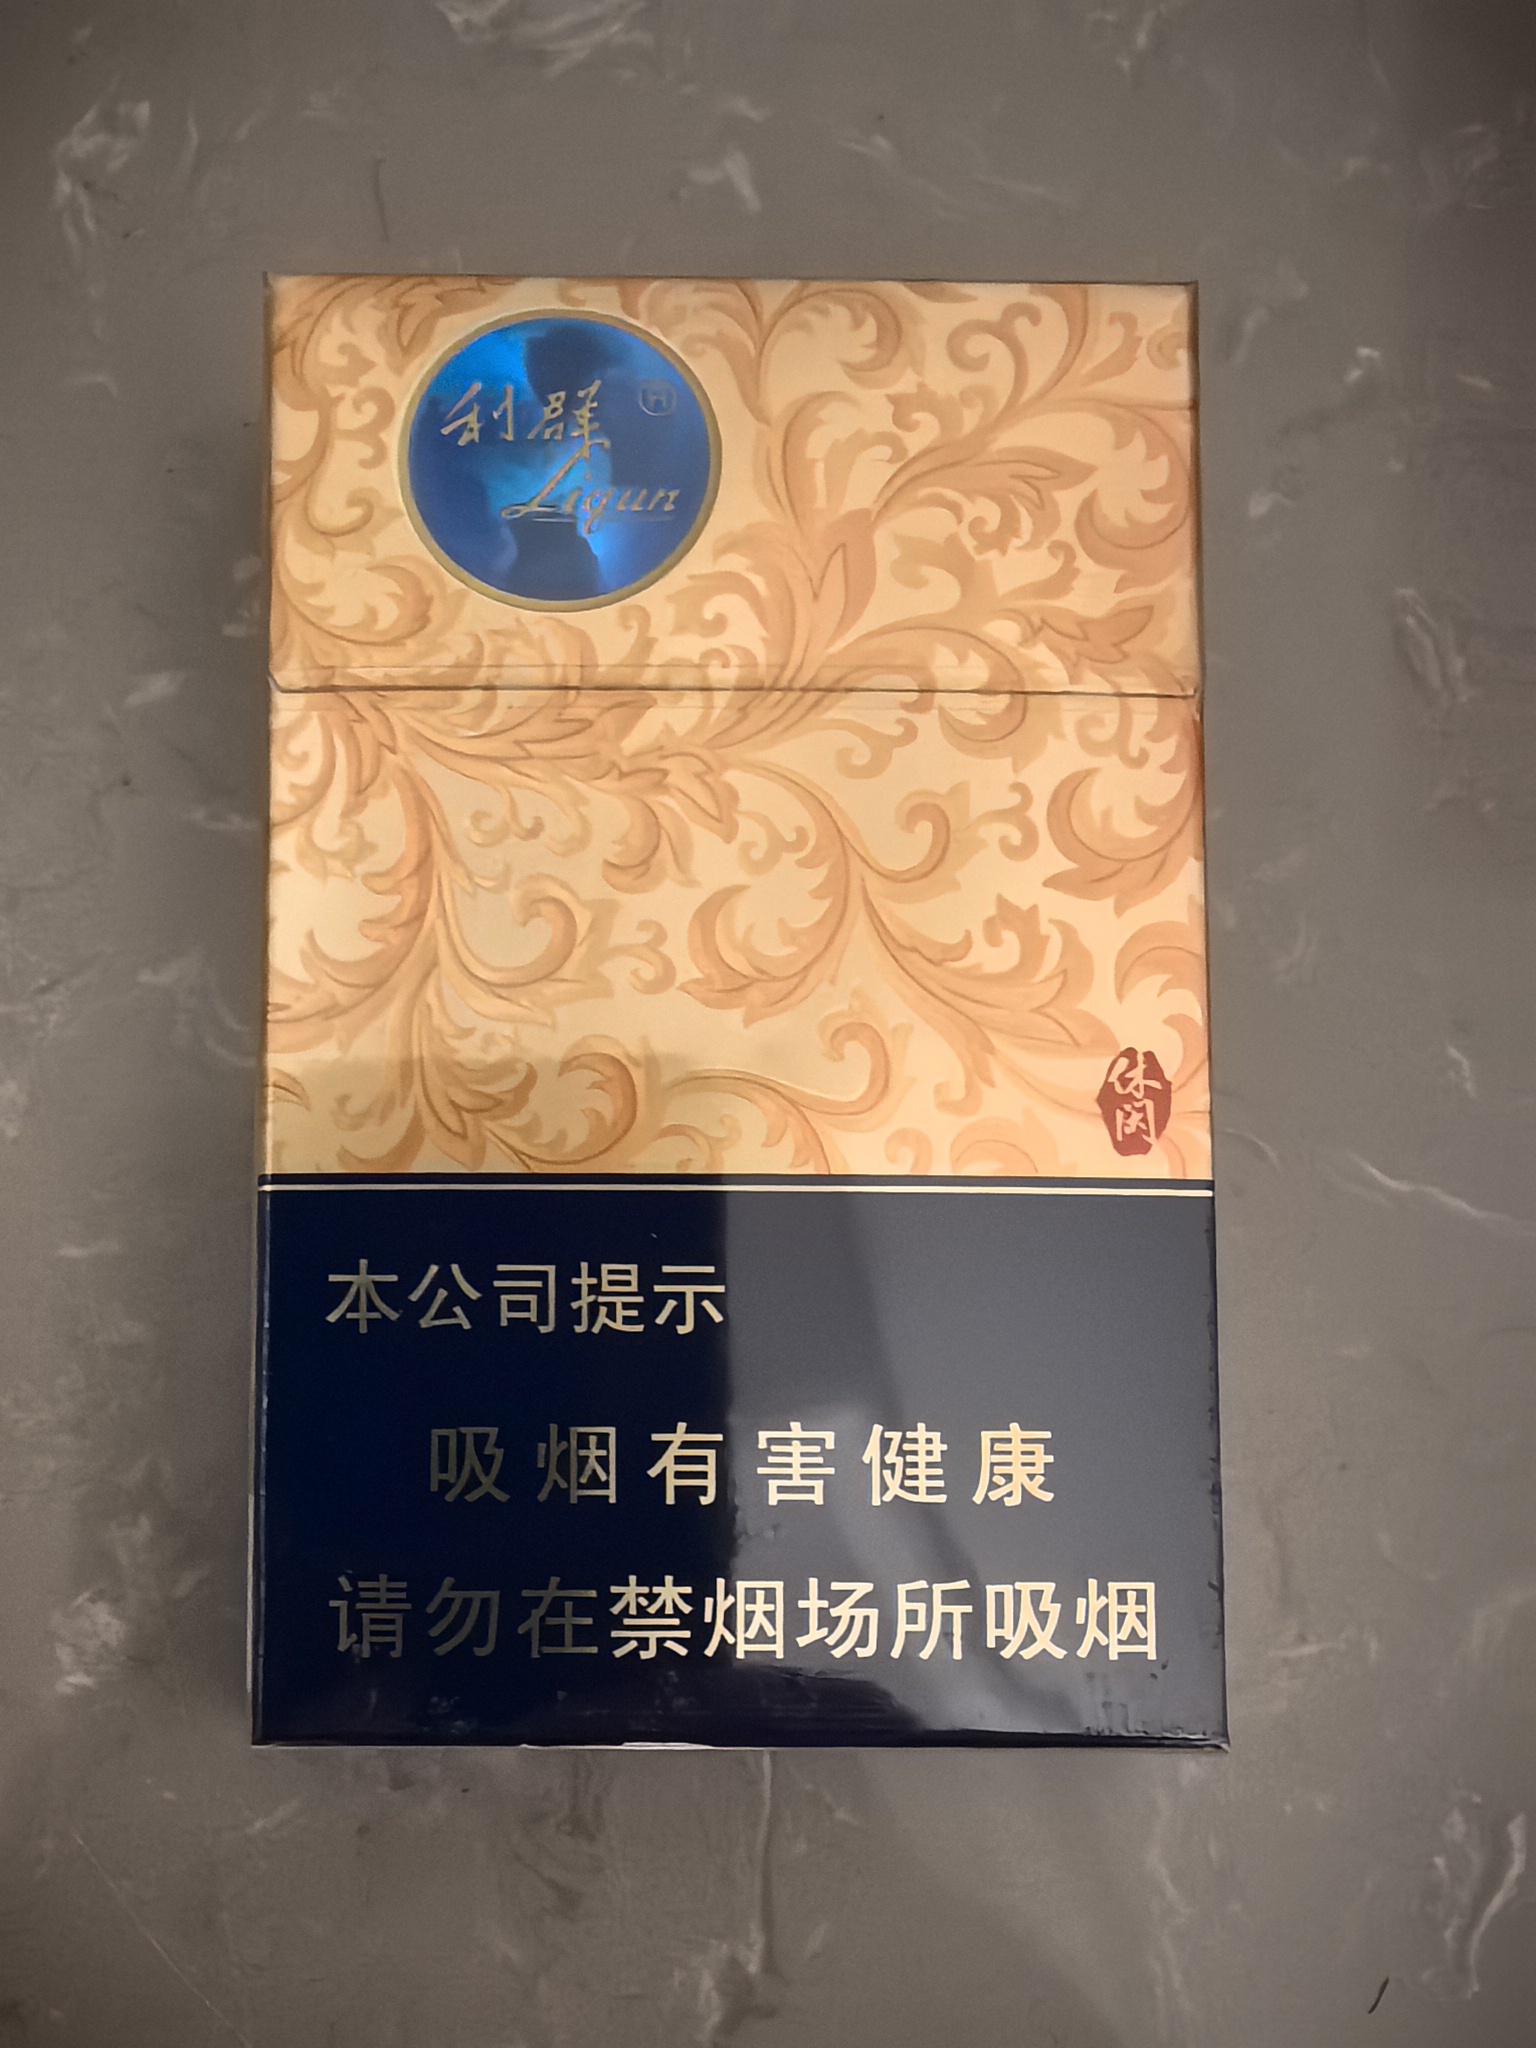 利群®
Liqun
休闲
本公司提示
吸烟有害健康
请勿在禁烟场所吸烟